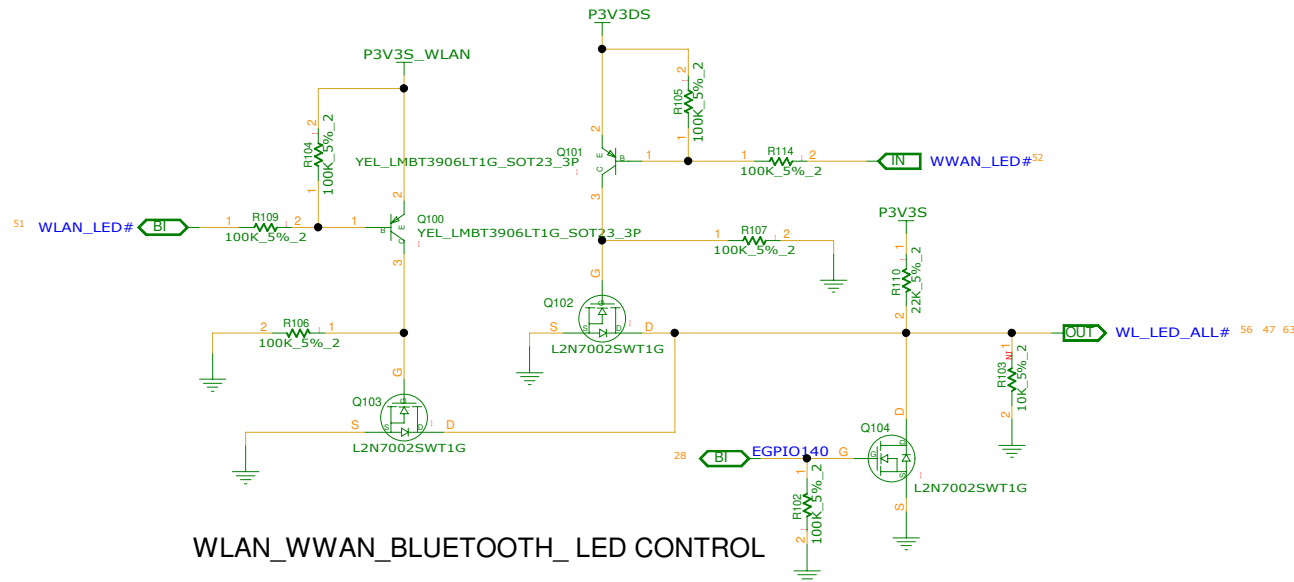 P3V3DS
P3V3S_WLAN
2
R105
100K_5%_2
1
2
R104
100K_5%_2
1
2
Q101
YEL_LMBT3906LT1G_SOT23_3P
E
B
C
1
3
1
R114
2
100K_5%_2
IN
WWAN_LED#
52
51
WLAN_LED#
BI
1
R109
2
100K_5%_2
1
2
Q100
B
E
C
YEL_LMBT3906LT1G_SOT23_3P
3
1
R107
2
100K_5%_2
P3V3S
1
R110
22K_5%_2
2
G
Q102
G
S
S
D
D
L2N7002SWT1G
2
R106
1
100K_5%_2
OUT
WL_LED_ALL#
56 47 63
1
NI
R103
10K_5%_2
2
G
Q103
G
S
S
D
D
L2N7002SWT1G
D
Q104
28
BI
EGPIO140
G
G
D
S
L2N7002SWT1G
S
1
R102
100K_5%_2
2
WLAN_WWAN_BLUETOOTH_ LED CONTROL